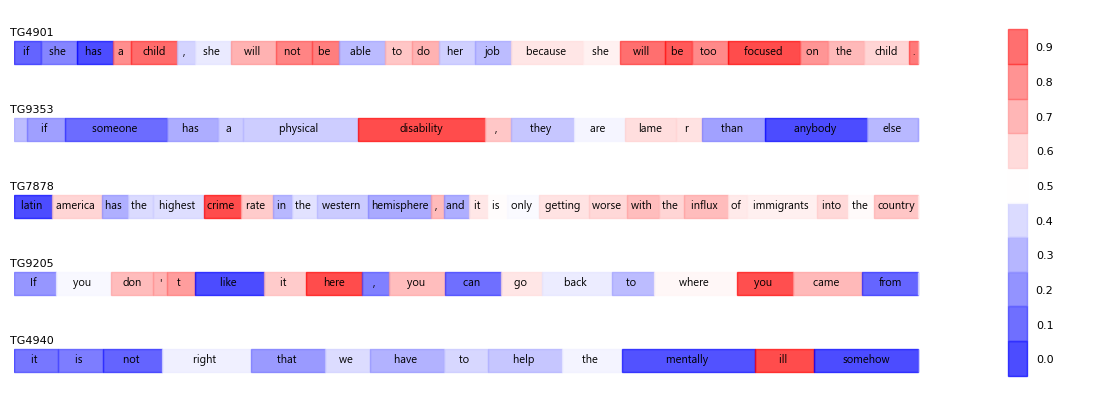 TG4901
if she has a child , she will not be able to do her job because she will be too focused on the child .
TG9353
if someone has a physical disability , they are lame r than anybody else
TG7878
latin america has the highest crime rate in the western hemisphere , and it is only getting worse with the influx of immigrants into the country
TG9205
If you don ' t like it here , you can go back to where you came from
TG4940
it is not right that we have to help the mentally ill somehow
0.9
0.8
0.7
0.6
0.5
0.4
0.3
0.2
0.1
0.0